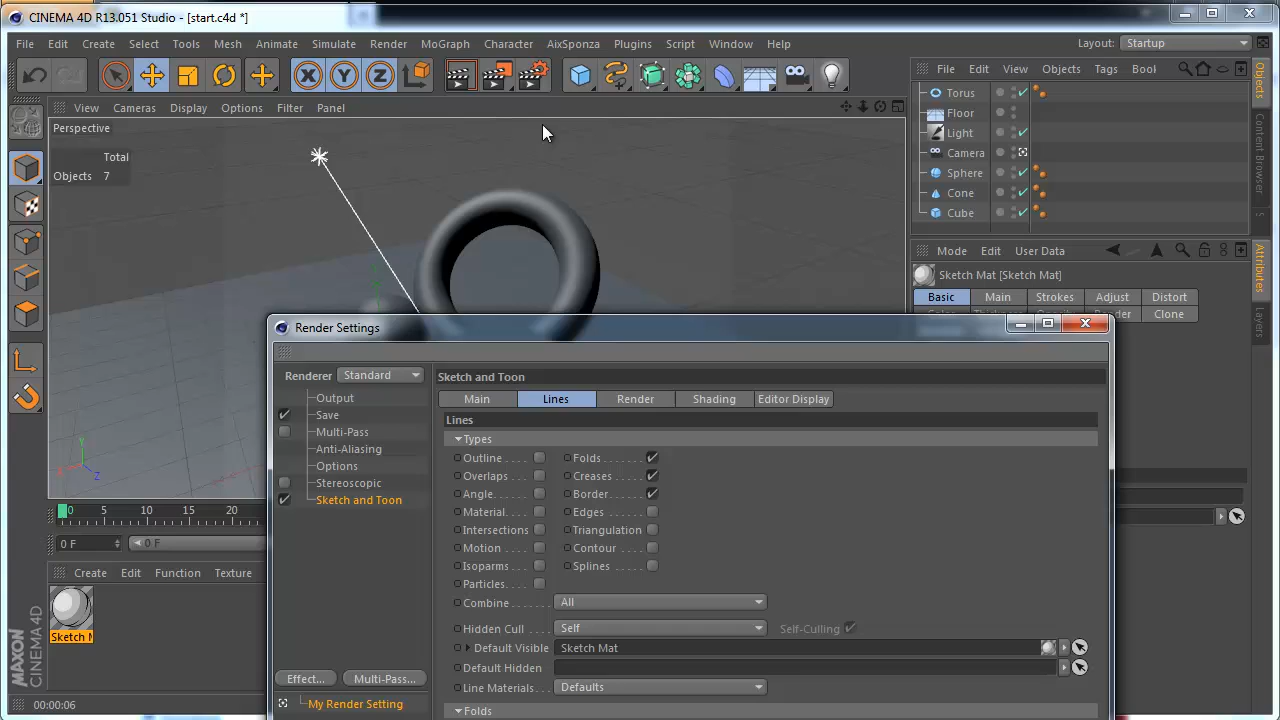 CINEMA 4D R13.051 Studio - [start.c4d *]
File Edit Create Select Tools Mesh Animate Simulate Render MoGraph Character AixSponza Plugins Script Window Help Layout: Startup
File Edit View Objects Tags Bool
View Cameras Display Options Filter Panel
Perspective
Total
Objects 7
Torus
Floor
Light
Camera
Sphere
Cone
Cube
Objects
Content Browser
S
Mode Edit User Data
Sketch Mat [Sketch Mat]
Basic Main Strokes Adjust Distort
Clone
Attributes
Layers
Render Settings
Renderer Standard
Output
Save
Multi-Pass
Anti-Aliasing
Options
Stereoscopic
Sketch and Toon
Effect... Multi-Pass...
My Render Setting
Sketch and Toon
Main Lines Render Shading Editor Display
Lines
Types
Outline Folds
Overlaps Creases
Angle Border
Material Edges
Intersections Triangulation
Motion Contour
Isoparms Splines
Particles
Combine All
Hidden Cull Self Self-Culling
Default Visible Sketch Mat
Default Hidden
Line Materials Defaults
Folds
0 5 10 15 20
0 F 0 F
Create Edit Function Texture
Sketch M
MAXON
CINEMA 4D
00:00:06
X Y Z
Y
X
Z